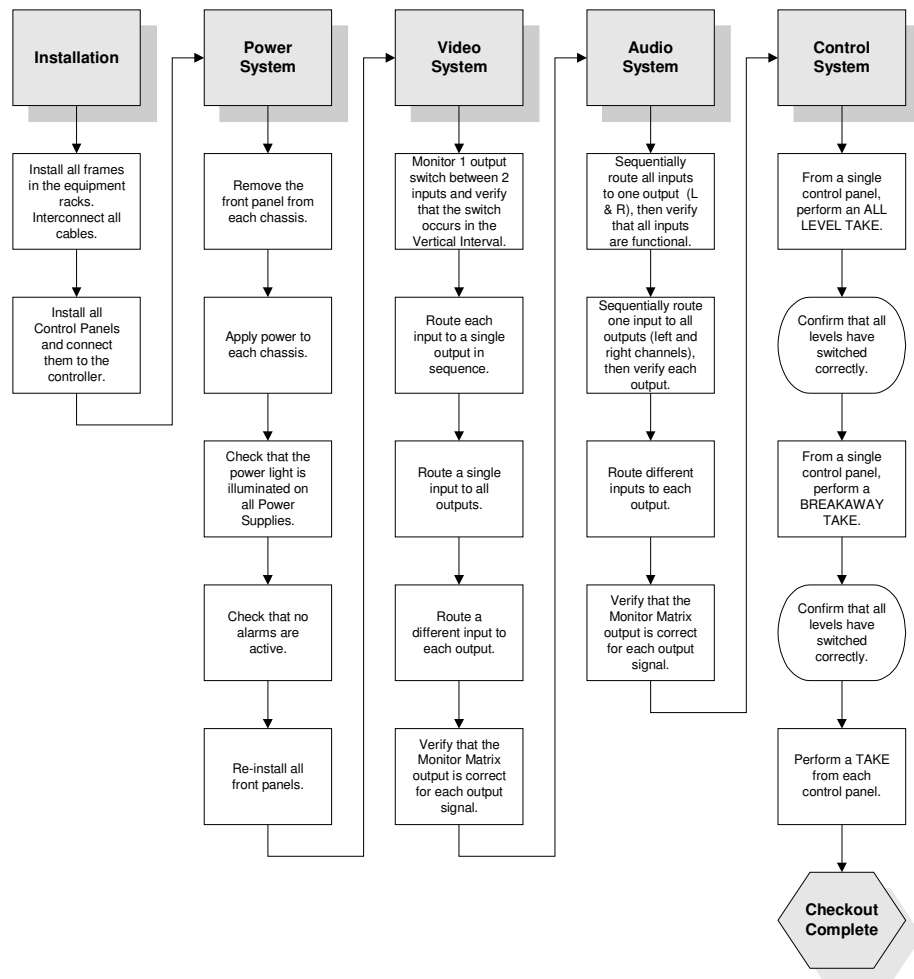 Installation
Install all frames
in the equipment
racks.
Interconnect all
cables.
Install all
Control Panels
and connect
them to the
controller.
Power
System
Remove the
front panel from
each chassis.
Apply power to
each chassis.
Check that the
power light is
illuminated on
all Power
Supplies.
Check that no
alarms are
active.
Re-install all
front panels.
Video
System
Monitor 1 output
switch between 2
inputs and verify
that the switch
occurs in the
Vertical Interval.
Route each
input to a single
output in
sequence.
Route a single
input to all
outputs.
Route a
different input to
each output.
Verify that the
Monitor Matrix
output is correct
for each output
signal.
Audio
System
Sequentially
route all inputs
to one output (L
& R), then verify
that all inputs
are functional.
Sequentially route
one input to all
outputs (left and
right channels),
then verify each
output.
Route different
inputs to each
output.
Verify that the
Monitor Matrix
output is correct
for each output
signal.
Control
System
From a single
control panel,
perform an ALL
LEVEL TAKE.
Confirm that all
levels have
switched
correctly.
From a single
control panel,
perform a
BREAKAWAY
TAKE.
Confirm that all
levels have
switched
correctly.
Perform a TAKE
from each
control panel.
Checkout
Complete